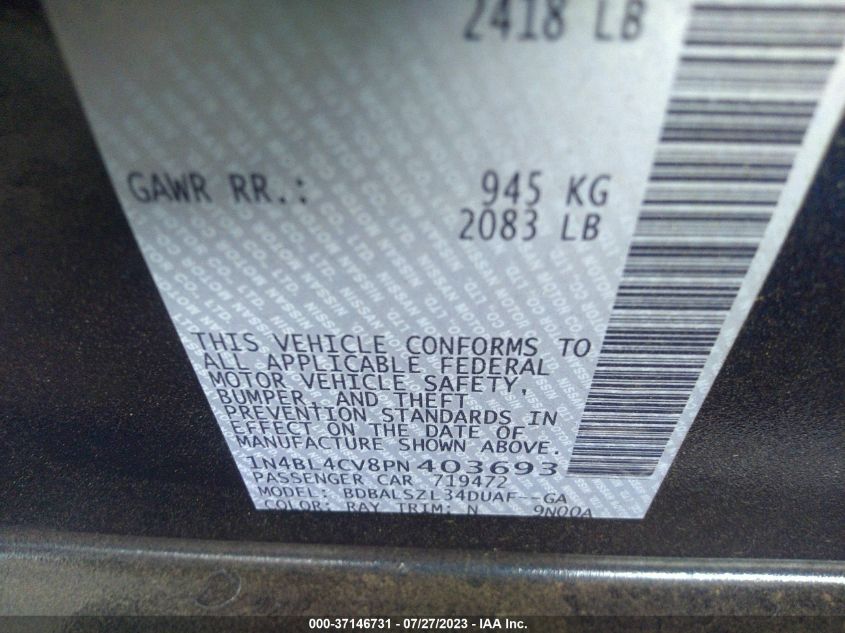 2418 LB
GAWR RR.: 945 KG
2083 LB
THIS VEHICLE CONFORMS TO
ALL APPLICABLE FEDERAL
MOTOR VEHICLE SAFETY,
BUMPER, AND THEFT
PREVENTION STANDARDS IN
EFFECT ON THE DATE OF
MANUFACTURE SHOWN ABOVE.
1N4BL4CV8PN403693
PASSENGER CAR 719472
MODEL: BDBALSZL34DUAF--GA
COLOR: RAY TRIM: N 9N00A
000-37146731 - 07/27/2023 - IAA Inc.